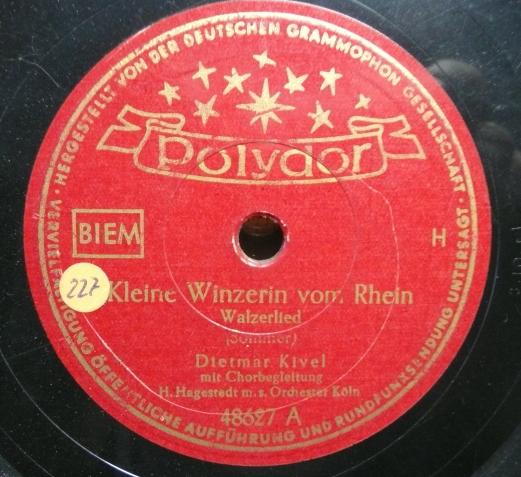 HERGESTELLT VON DER DEUTSCHEN GRAMMOPHON GESELLSCHAFT
Polydor
BIEM
H
227
Kleine Winzerin vom Rhein
Walzerlied
(Sommer)
Dietmar Kivel
mit Chorbegleitung
H. Hagestedt m. s. Orchester Köln
48627 A
ÖFFENTLICHE AUFFÜHRUNG UND RUNDFUNKSENDUNG UNTERSAGT